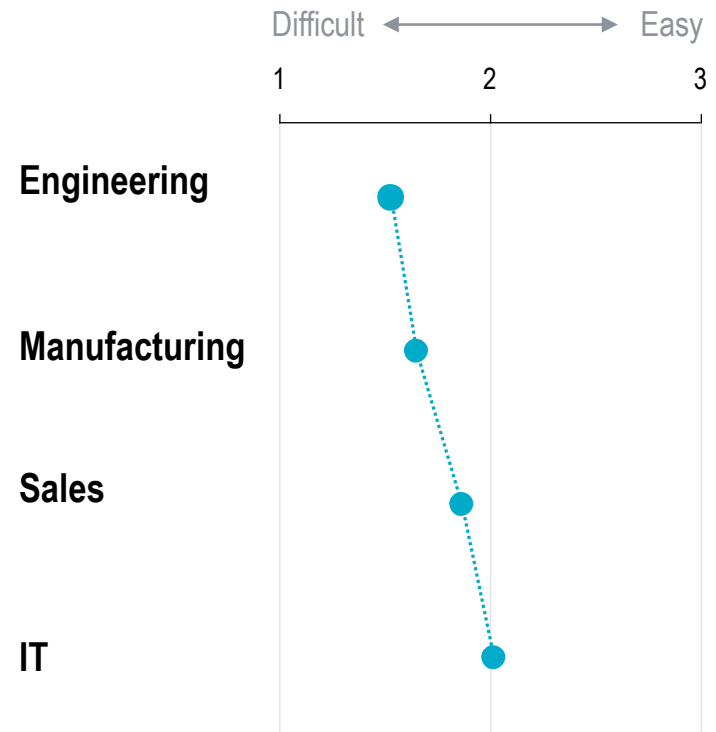 Difficult Easy
1 2 3
Engineering
Manufacturing
Sales
IT